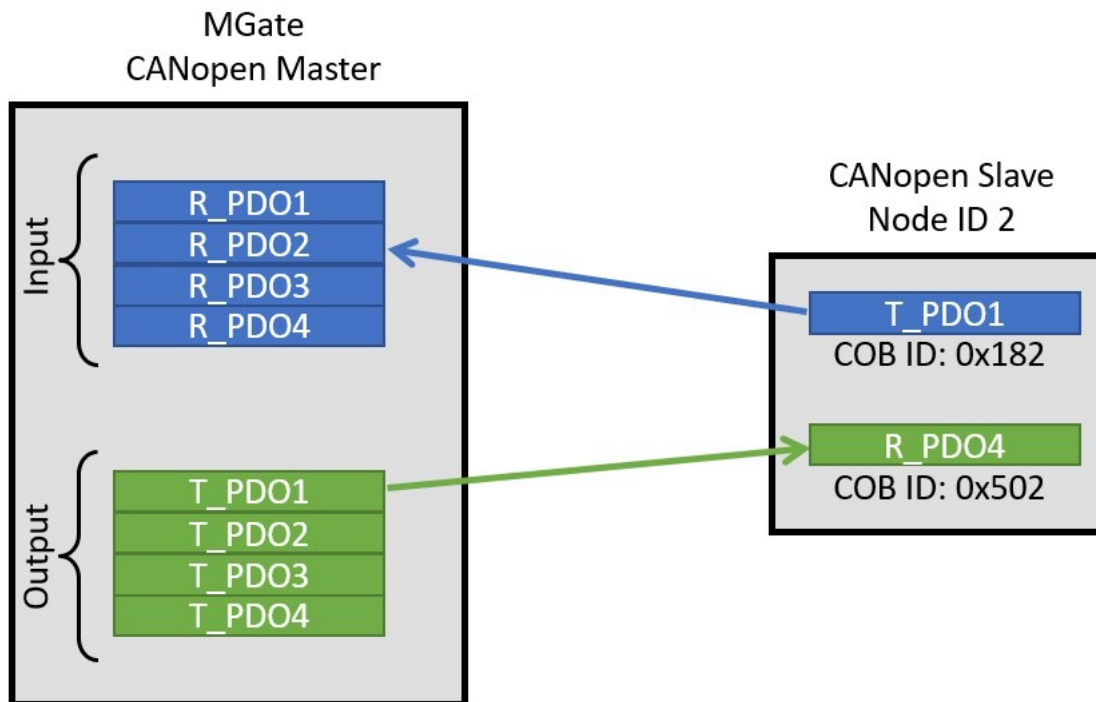 MGate
CANopen Master
Input
R_PDO1
R_PDO2
R_PDO3
R_PDO4
Output
T_PDO1
T_PDO2
T_PDO3
T_PDO4
CANopen Slave
Node ID 2
T_PDO1
COB ID: 0x182
R_PDO4
COB ID: 0x502